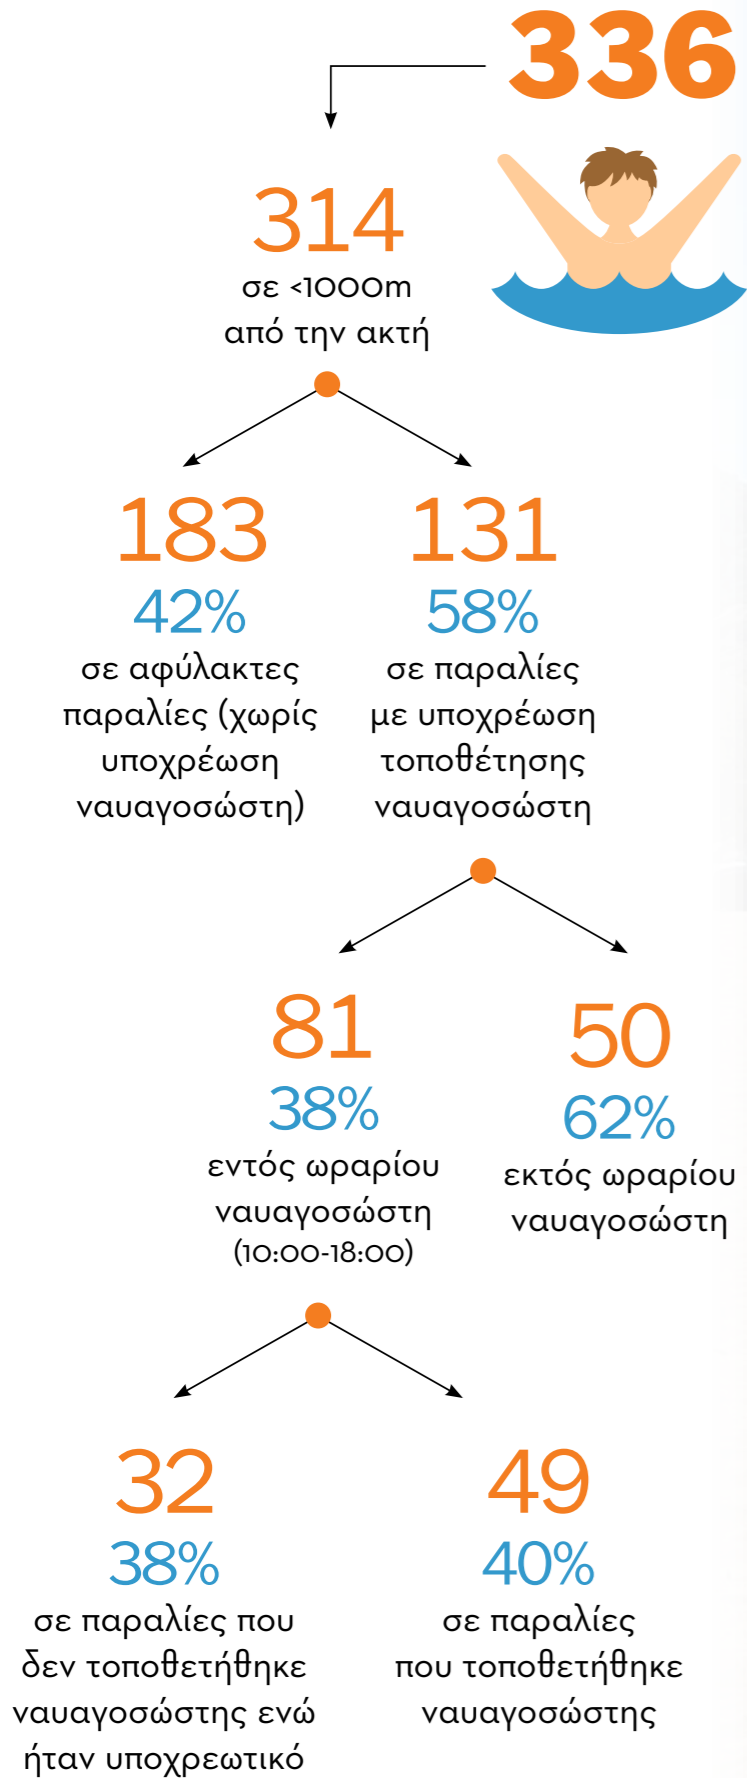 336
314
σε <1000m
από την ακτή
183
42%
σε αφύλακτες
παραλίες (χωρίς
υποχρέωση
ναυαγοσώστη)
131
58%
σε παραλίες
με υποχρέωση
τοποθέτησης
ναυαγοσώστη
81
38%
εντός ωραρίου
ναυαγοσώστη
(10:00-18:00)
50
62%
εκτός ωραρίου
ναυαγοσώστη
32
38%
σε παραλίες που
δεν τοποθετήθηκε
ναυαγοσώστης ενώ
ήταν υποχρεωτικό
49
40%
σε παραλίες
που τοποθετήθηκε
ναυαγοσώστης